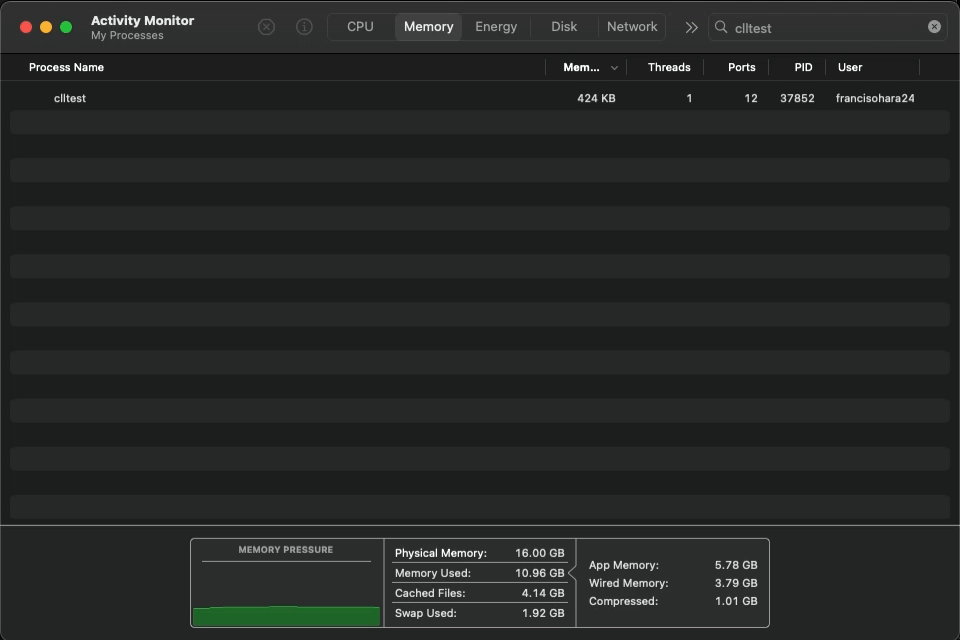 Activity Monitor
My Processes
CPU Memory Energy Disk Network clltest
Process Name Mem... Threads Ports PID User
clltest 424 KB 1 12 37852 francisohara24
MEMORY PRESSURE
Physical Memory: 16.00 GB
Memory Used: 10.96 GB
Cached Files: 4.14 GB
Swap Used: 1.92 GB
App Memory: 5.78 GB
Wired Memory: 3.79 GB
Compressed: 1.01 GB